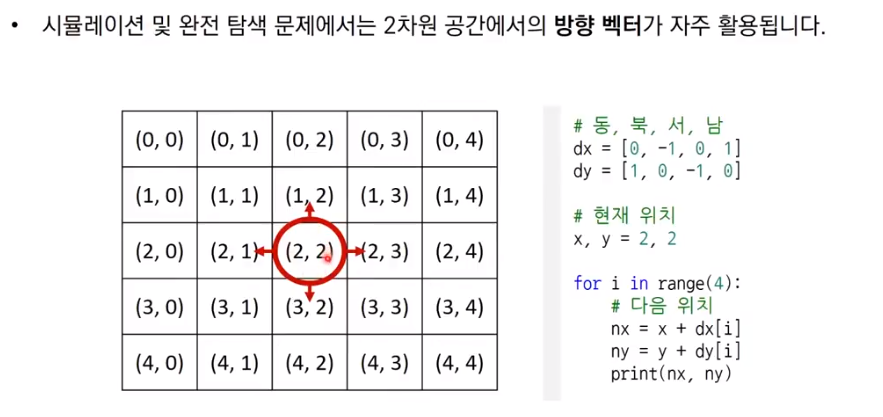 • 시뮬레이션 및 완전 탐색 문제에서는 2차원 공간에서의 방향 벡터가 자주 활용됩니다.
(0, 0) (0, 1) (0, 2) (0, 3) (0, 4)
(1, 0) (1, 1) (1, 2) (1, 3) (1, 4)
(2, 0) (2, 1) (2, 2) (2, 3) (2, 4)
(3, 0) (3, 1) (3, 2) (3, 3) (3, 4)
(4, 0) (4, 1) (4, 2) (4, 3) (4, 4)
# 동, 북, 서, 남
dx = [0, -1, 0, 1]
dy = [1, 0, -1, 0]
# 현재 위치
x, y = 2, 2
for i in range(4):
# 다음 위치
nx = x + dx[i]
ny = y + dy[i]
print(nx, ny)